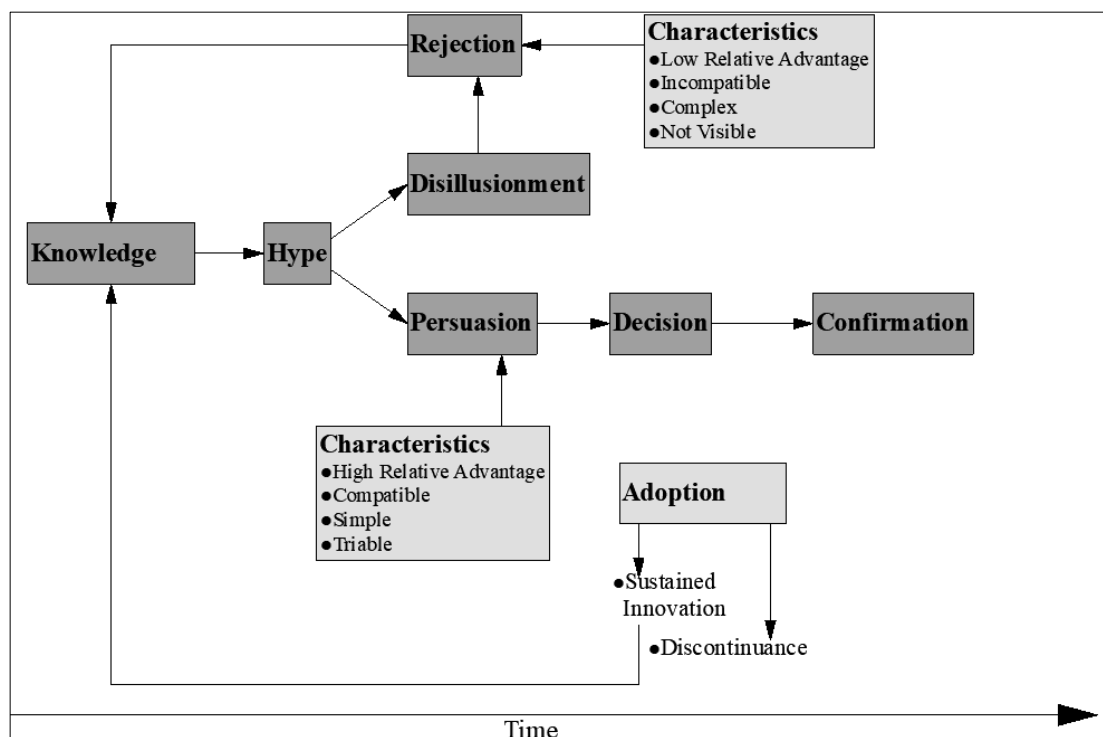 Rejection
Characteristics
●Low Relative Advantage
●Incompatible
●Complex
●Not Visible
Disillusionment
Knowledge
Hype
Persuasion
Decision
Confirmation
Characteristics
●High Relative Advantage
●Compatible
●Simple
●Triable
Adoption
●Sustained
Innovation
●Discontinuance
Time